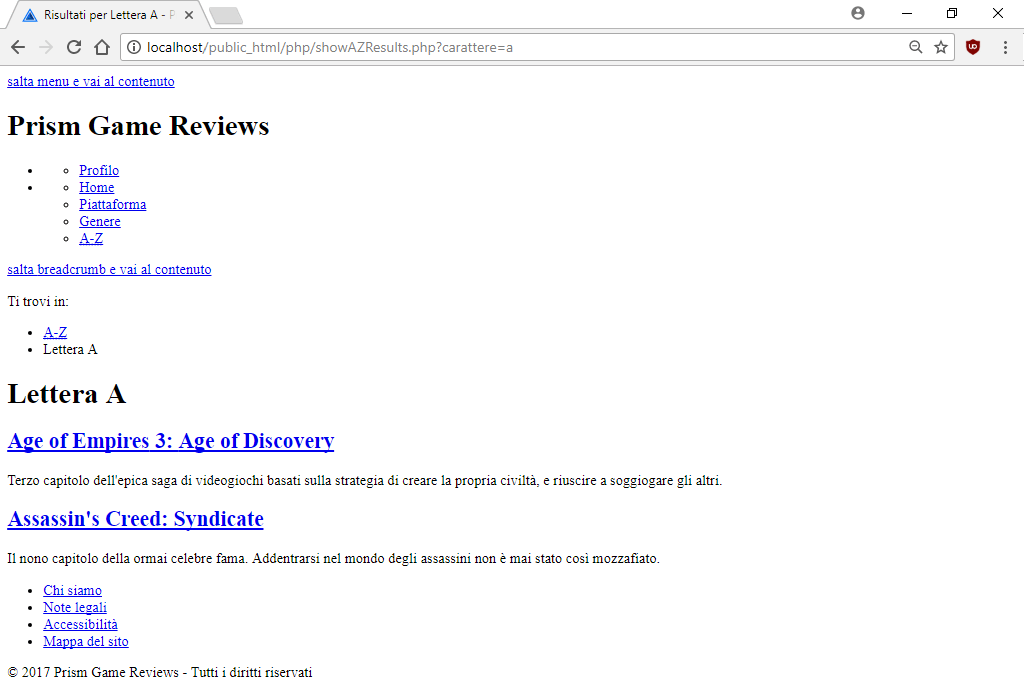 Risultati per Lettera A - P
localhost/public_html/php/showAZResults.php?carattere=a
salta menu e vai al contenuto
Prism Game Reviews
Profilo
Home
Piattaforma
Genere
A-Z
salta breadcrumb e vai al contenuto
Ti trovi in:
A-Z
Lettera A
Lettera A
Age of Empires 3: Age of Discovery
Terzo capitolo dell'epica saga di videogiochi basati sulla strategia di creare la propria civiltà, e riuscire a soggiogare gli altri.
Assassin's Creed: Syndicate
Il nono capitolo della ormai celebre fama. Addentrarsi nel mondo degli assassini non è mai stato così mozzafiato.
Chi siamo
Note legali
Accessibilità
Mappa del sito
© 2017 Prism Game Reviews - Tutti i diritti riservati